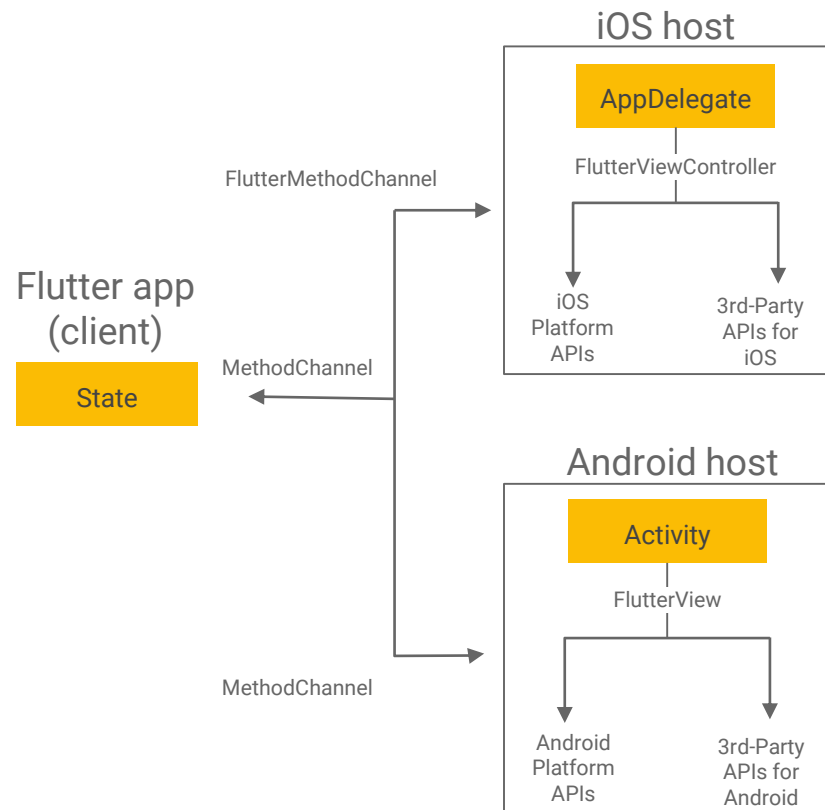 iOS host
AppDelegate
FlutterViewController
FlutterMethodChannel
iOS
Platform
APIs
3rd-Party
APIs for
iOS
Flutter app
(client)
State
MethodChannel
Android host
Activity
FlutterView
MethodChannel
Android
Platform
APIs
3rd-Party
APIs for
Android